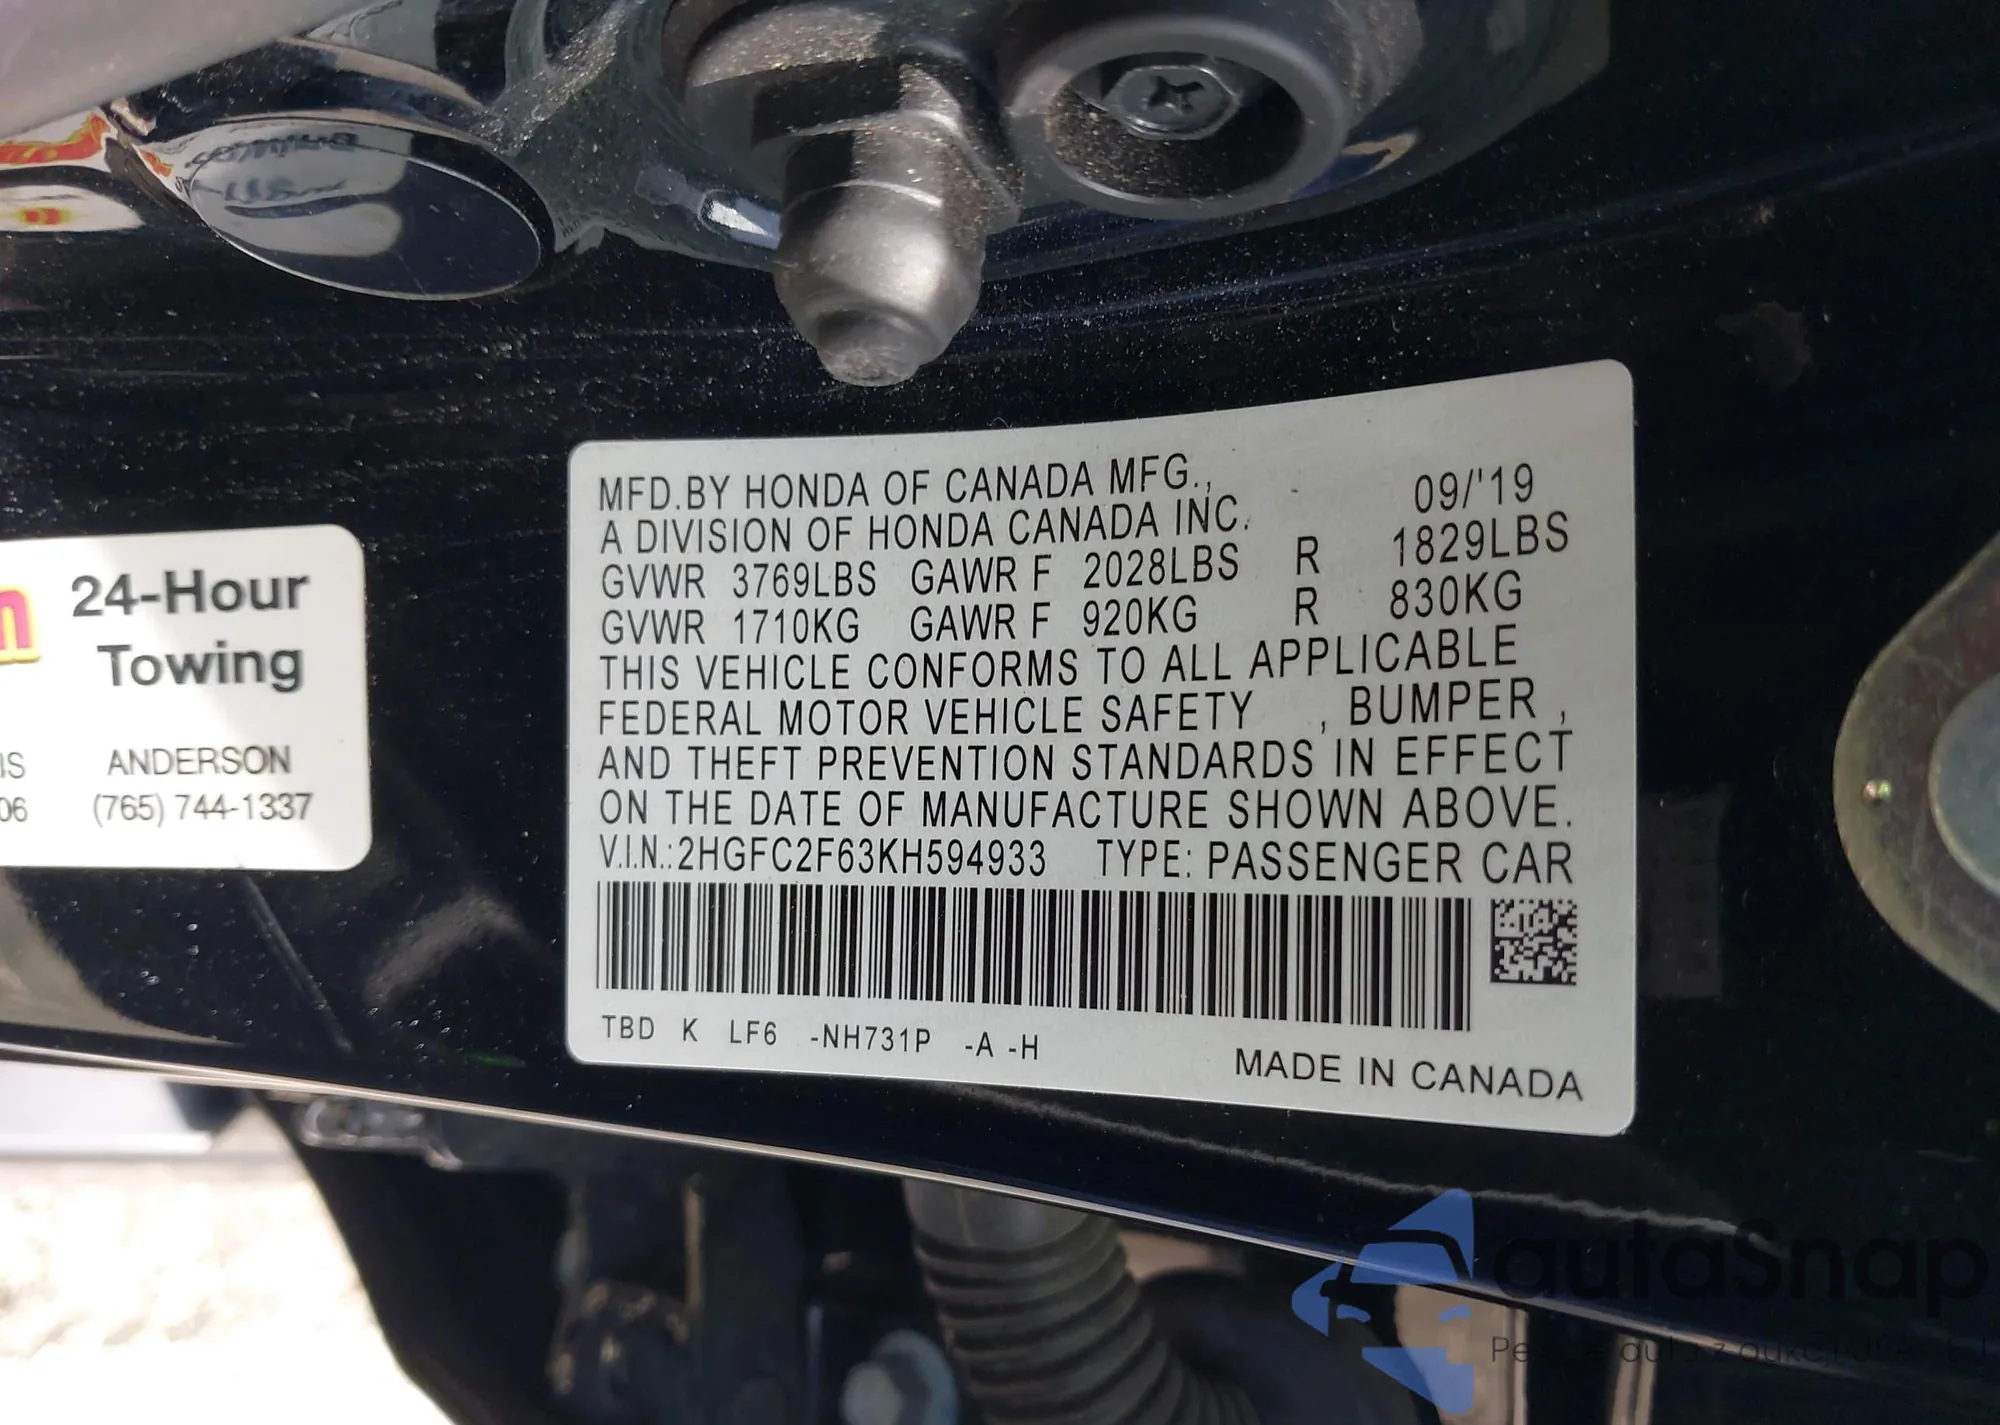 MFD.BY HONDA OF CANADA MFG.,
A DIVISION OF HONDA CANADA INC.
09/'19
GVWR 3769LBS GAWR F 2028LBS R 1829LBS
GVWR 1710KG GAWR F 920KG R 830KG
THIS VEHICLE CONFORMS TO ALL APPLICABLE
FEDERAL MOTOR VEHICLE SAFETY , BUMPER ,
AND THEFT PREVENTION STANDARDS IN EFFECT
ON THE DATE OF MANUFACTURE SHOWN ABOVE.
V.I.N.:2HGFC2F63KH594933 TYPE: PASSENGER CAR
TBD K LF6 -NH731P -A -H
MADE IN CANADA
24-Hour
Towing
IS ANDERSON
06 (765) 744-1337
autaSnap